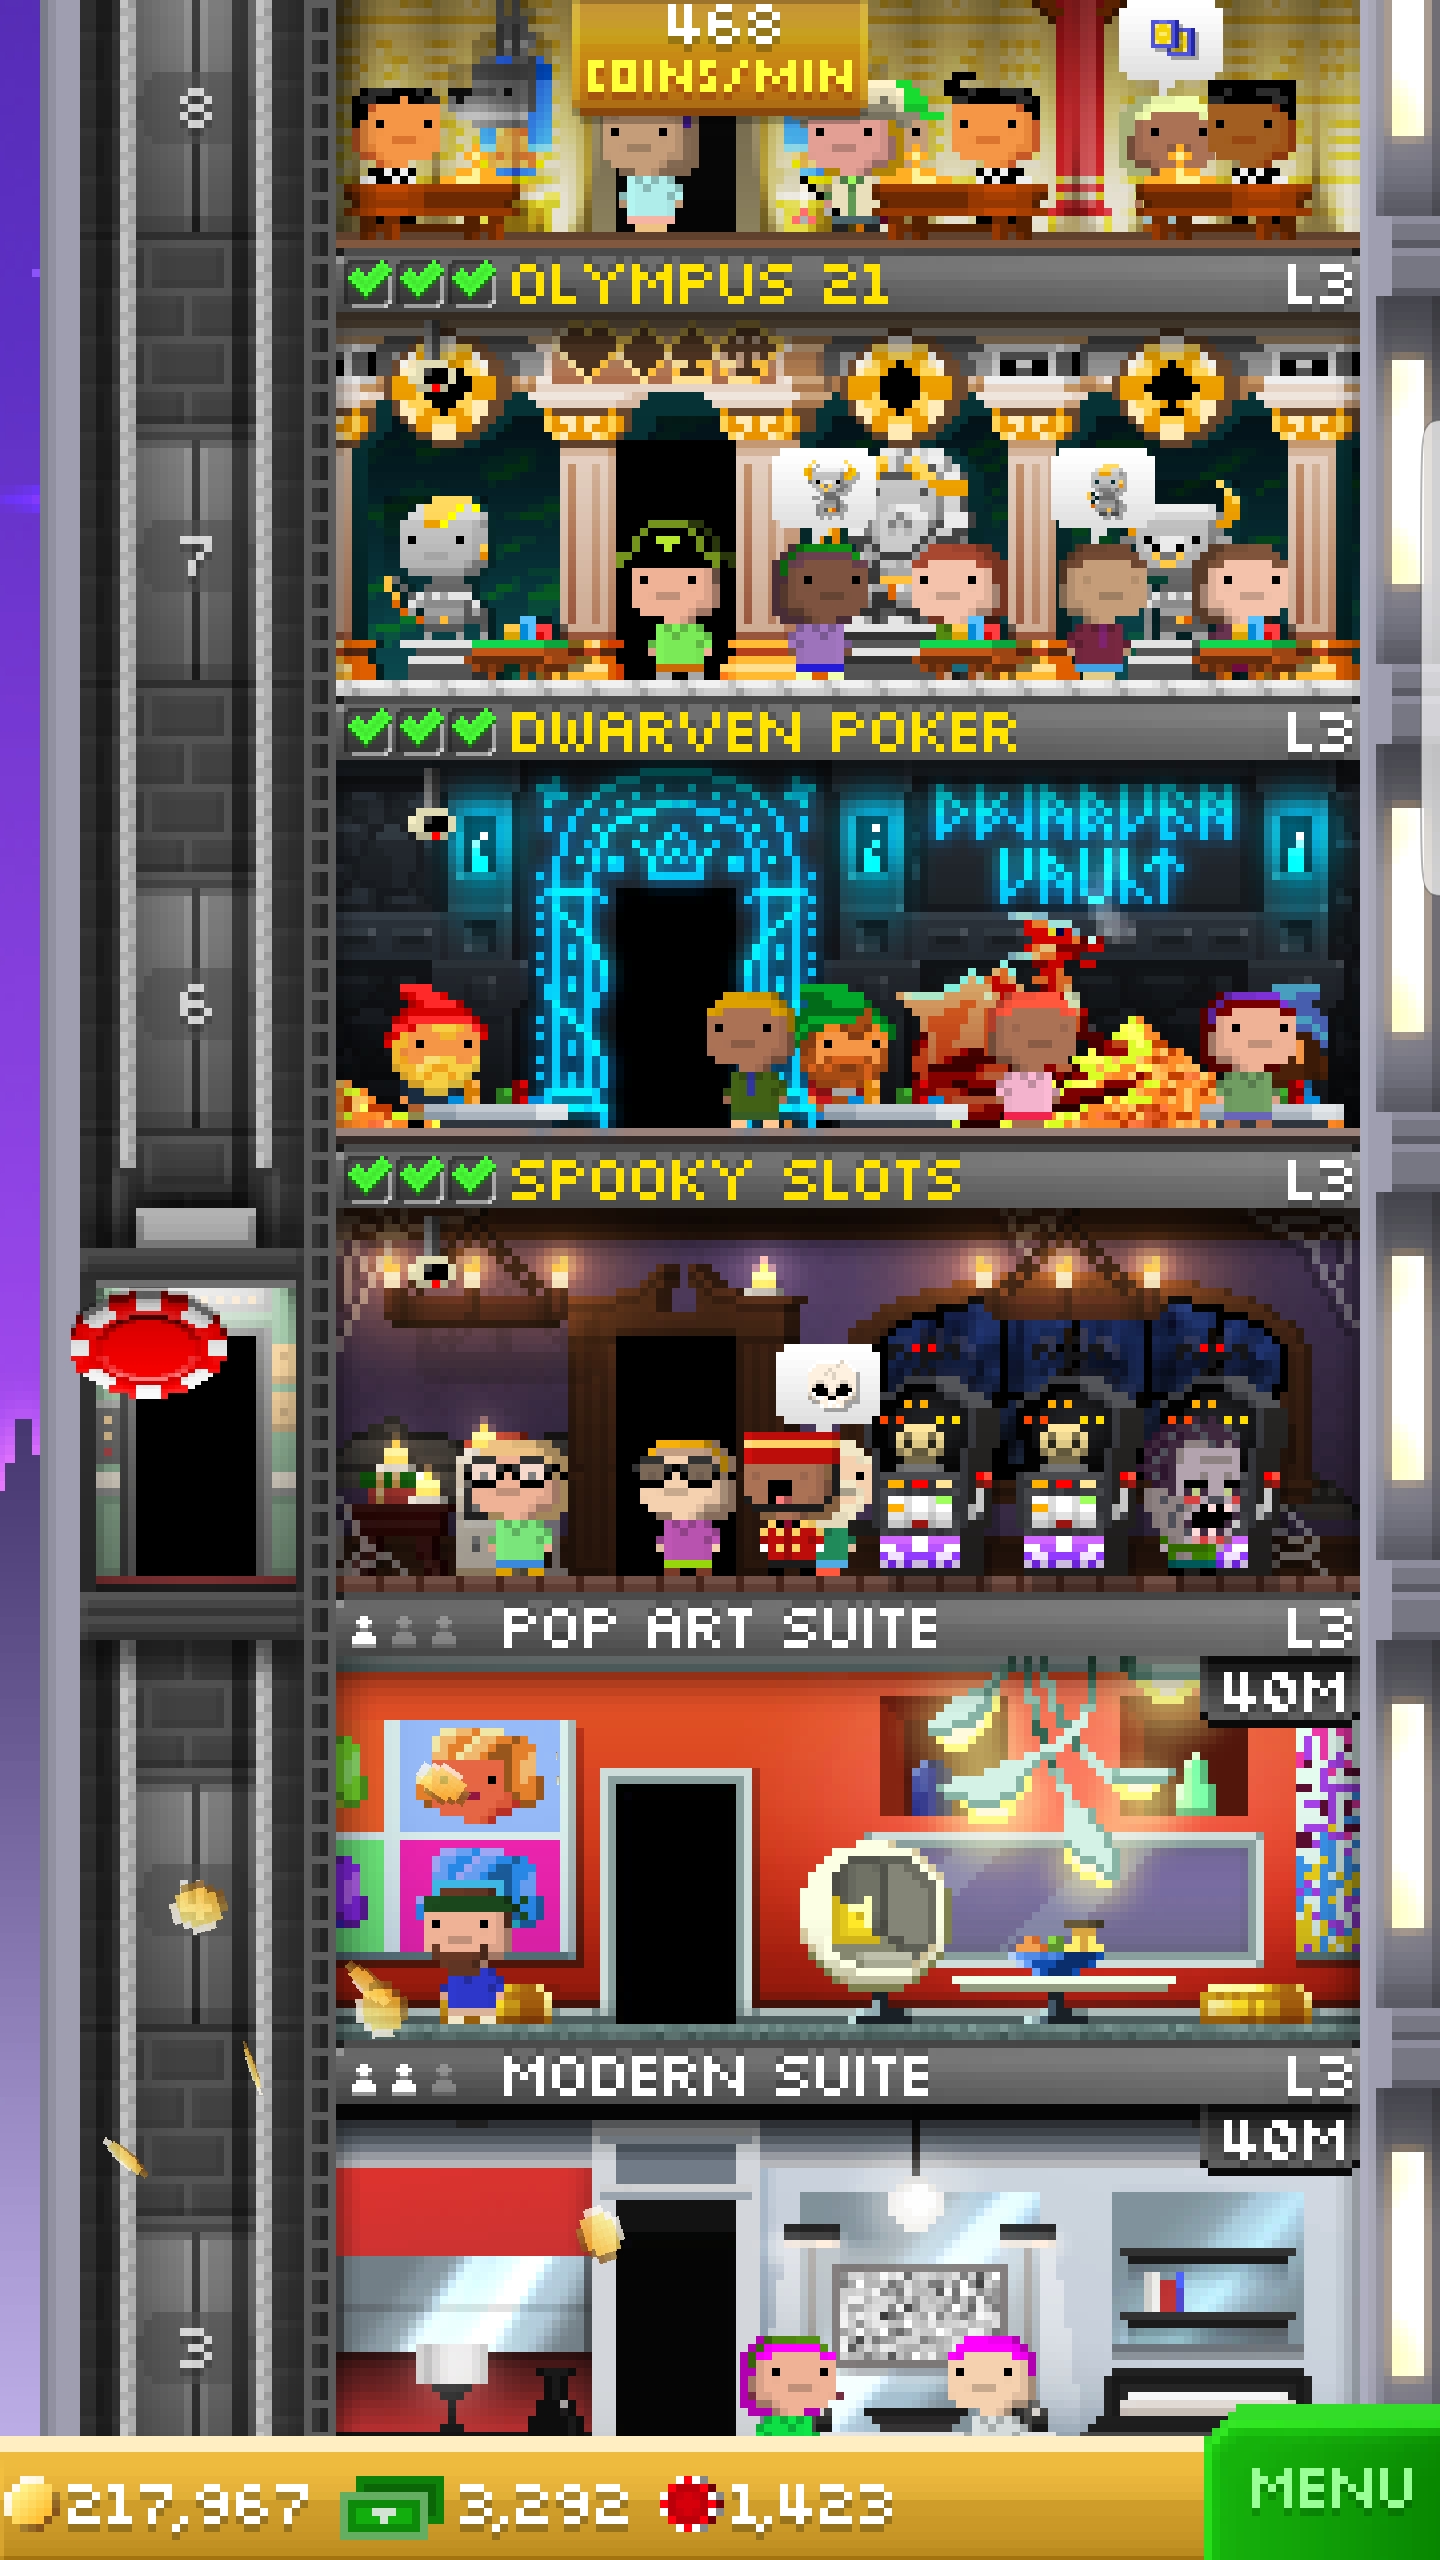 468
COINS/MIN
8
OLYMPUS 21 L3
7
DWARVEN POKER L3
DWARVEN
VAULT
6
SPOOKY SLOTS L3
POP ART SUITE L3
40M
MODERN SUITE L3
40M
3
217,967 3,292 1,423 MENU